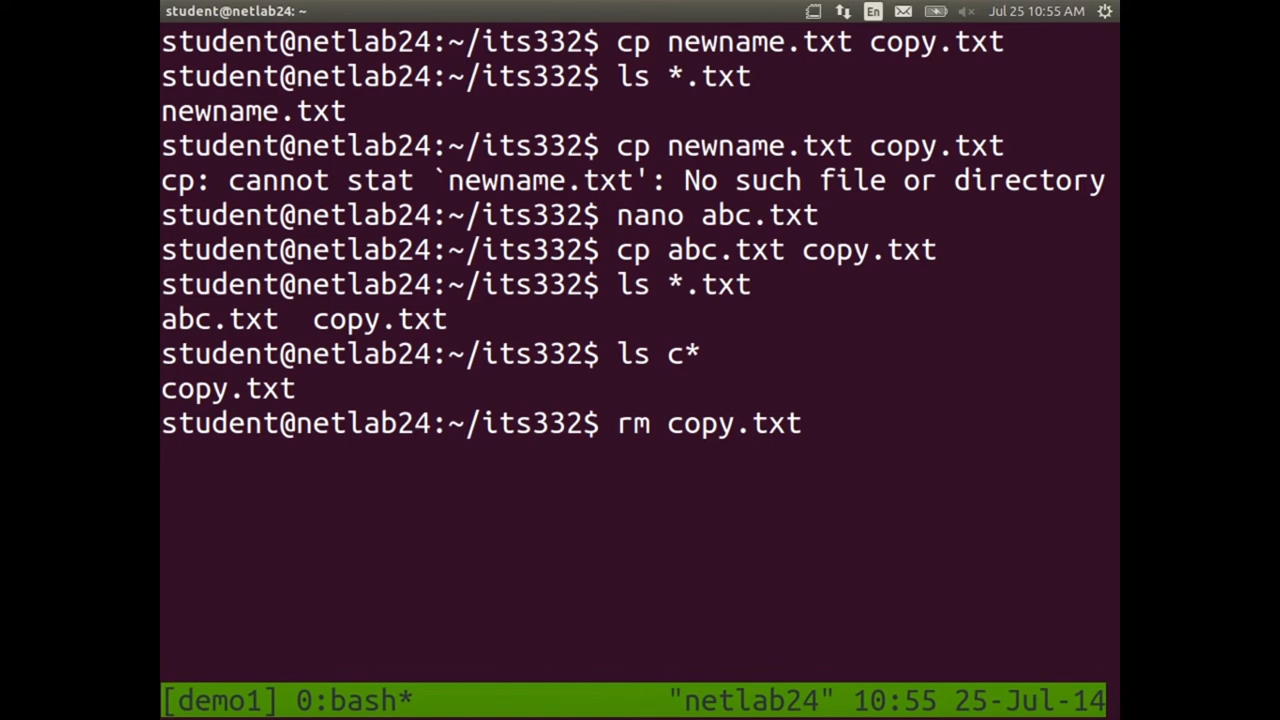 student@netlab24: ~
En
Jul 25 10:55 AM
student@netlab24:~/its332$ cp newname.txt copy.txt
student@netlab24:~/its332$ ls *.txt
newname.txt
student@netlab24:~/its332$ cp newname.txt copy.txt
cp: cannot stat `newname.txt': No such file or directory
student@netlab24:~/its332$ nano abc.txt
student@netlab24:~/its332$ cp abc.txt copy.txt
student@netlab24:~/its332$ ls *.txt
abc.txt  copy.txt
student@netlab24:~/its332$ ls c*
copy.txt
student@netlab24:~/its332$ rm copy.txt
[demo1] 0:bash* "netlab24" 10:55 25-Jul-14